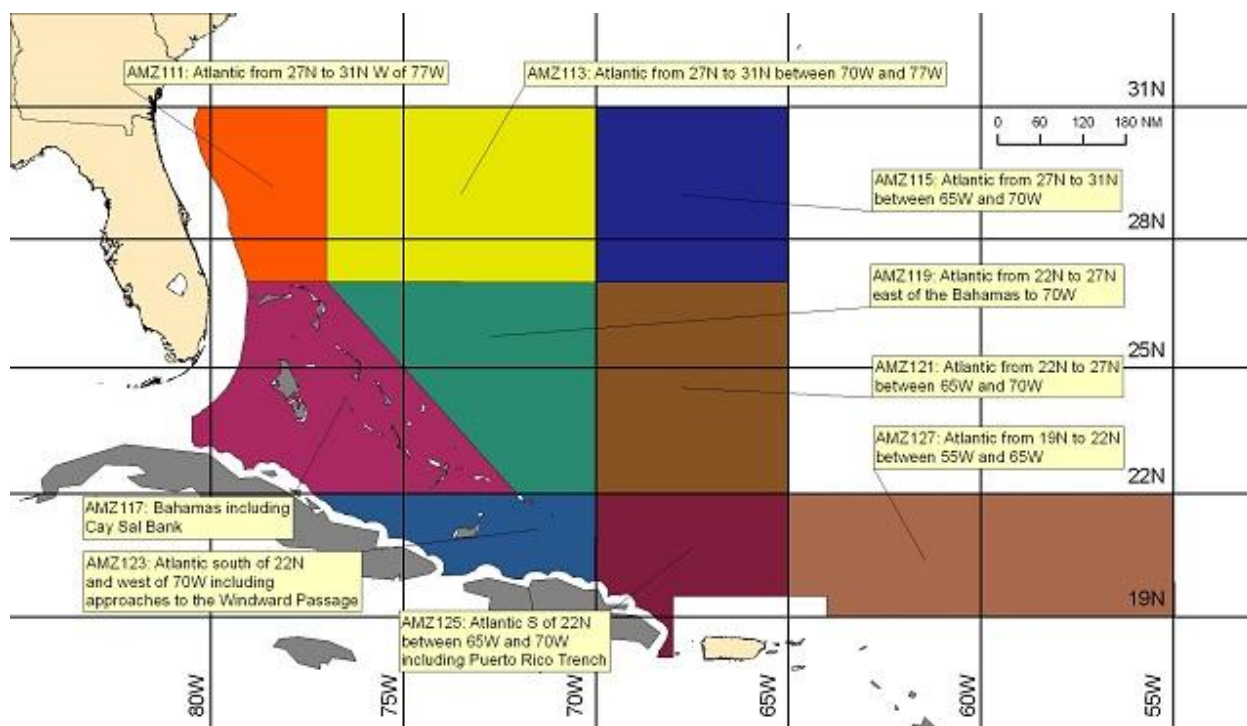 AMZ111: Atlantic from 27N to 31N W of 77W
AMZ113: Atlantic from 27N to 31N between 70W and 77W
31N
0 60 120 180 NM
AMZ115: Atlantic from 27N to 31N
between 65W and 70W
28N
AMZ119: Atlantic from 22N to 27N
east of the Bahamas to 70W
25N
AMZ121: Atlantic from 22N to 27N
between 65W and 70W
AMZ127: Atlantic from 19N to 22N
between 55W and 65W
22N
AMZ117: Bahamas including
Cay Sal Bank
AMZ123: Atlantic south of 22N
and west of 70W including
approaches to the Windward Passage
19N
AMZ125: Atlantic S of 22N
between 65W and 70W
including Puerto Rico Trench
80W
75W
70W
65W
60W
55W